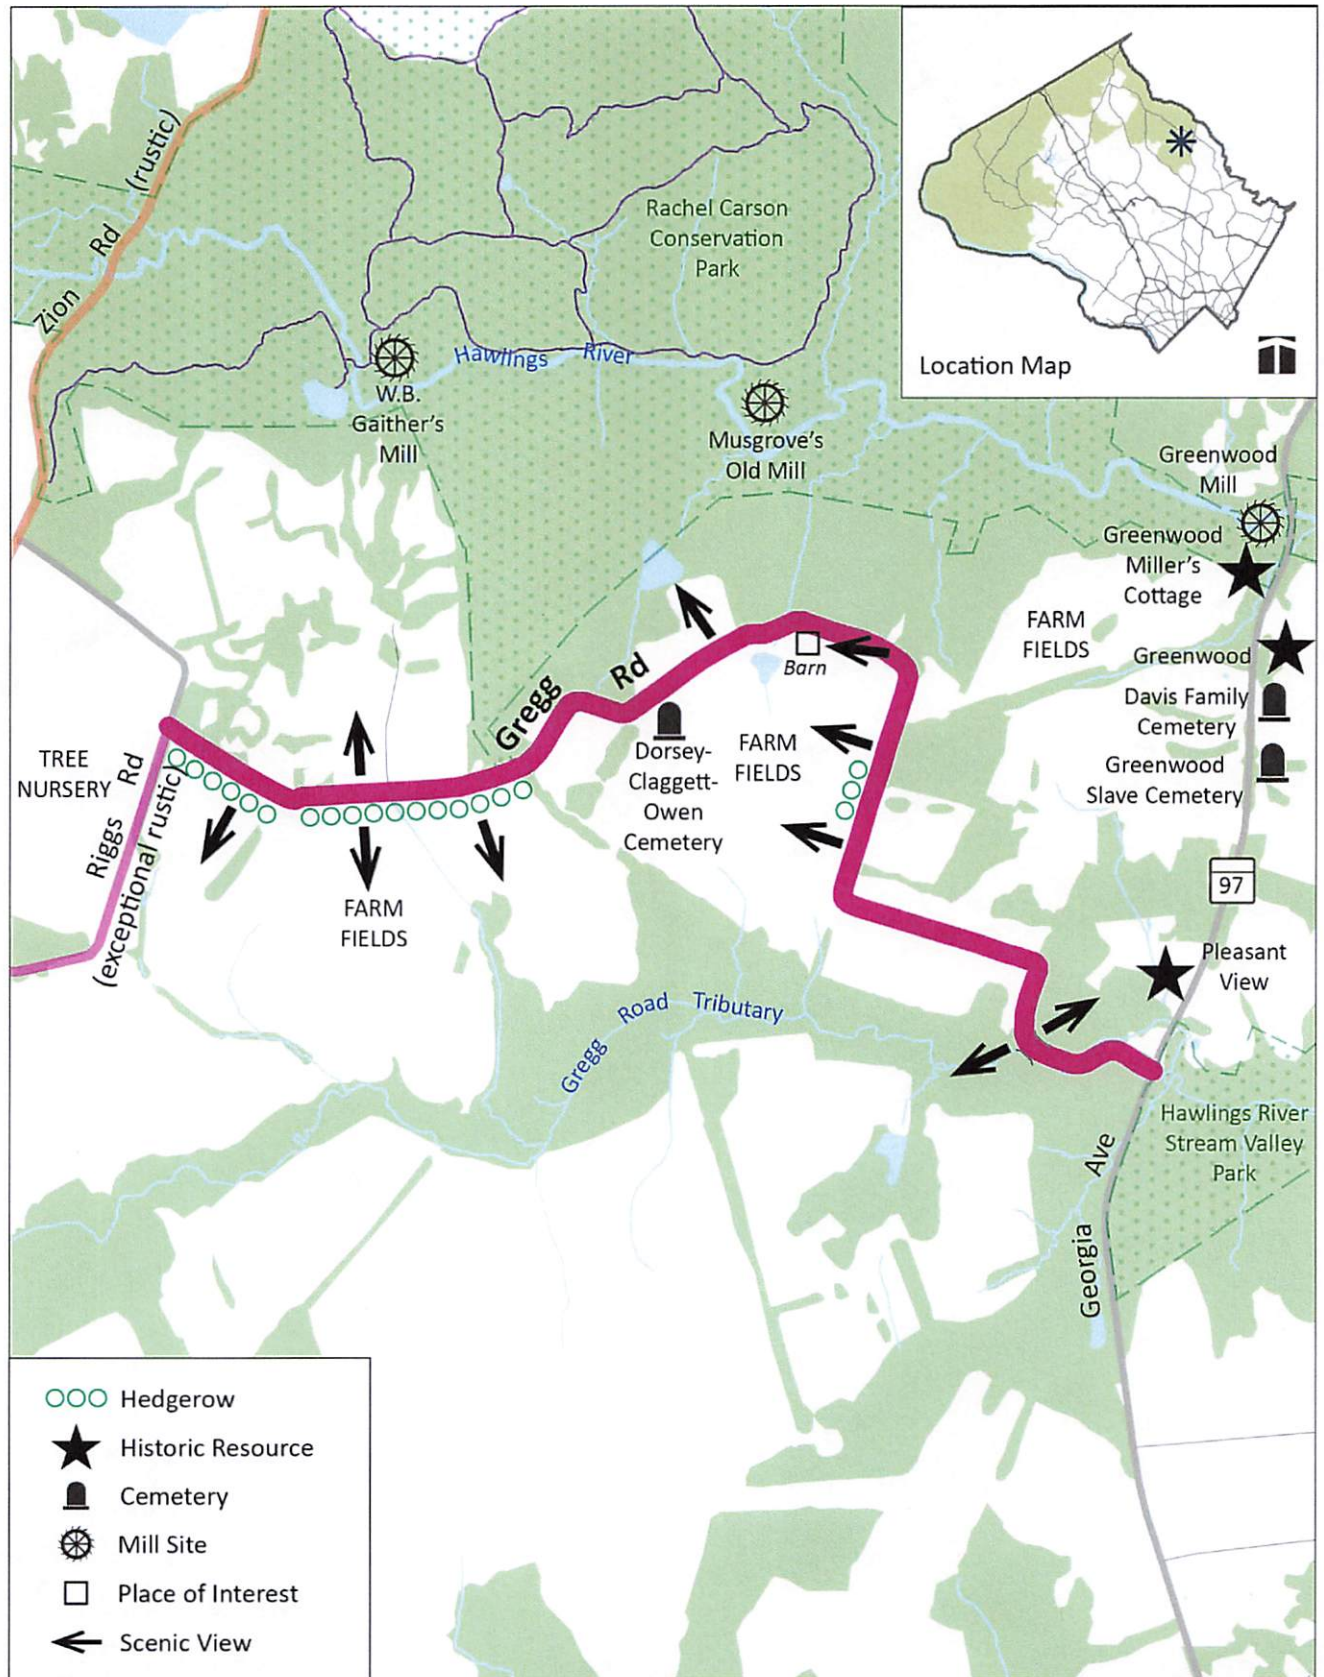 Location Map
Zion Rd (rustic)
Rachel Carson
Conservation
Park
Hawlings River
W.B.
Gaither’s
Mill
Musgrove’s
Old Mill
Greenwood
Mill
Greenwood
Miller’s
Cottage
FARM
FIELDS
Greenwood
Davis Family
Cemetery
Greenwood
Slave Cemetery
Gregg Rd
Barn
TREE
NURSERY
Riggs Rd
(exceptional rustic)
Dorsey-
Claggett-
Owen
Cemetery
FARM
FIELDS
FARM
FIELDS
97
Pleasant
View
Gregg Road Tributary
Hawlings River
Stream Valley
Park
Georgia Ave
Hedgerow
Historic Resource
Cemetery
Mill Site
Place of Interest
Scenic View